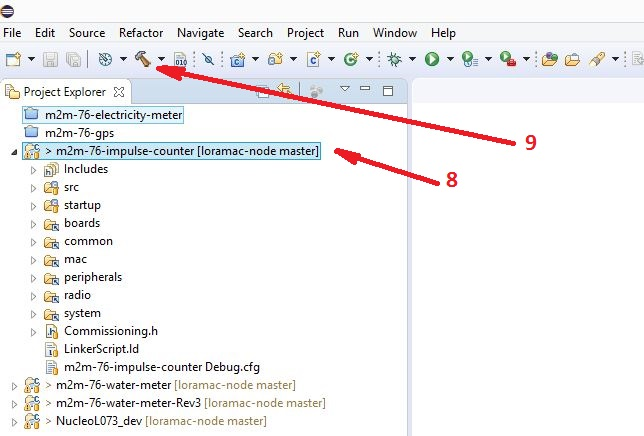 File Edit Source Refactor Navigate Search Project Run Window Help
010
Project Explorer
9
m2m-76-electricity-meter
m2m-76-gps
> m2m-76-impulse-counter [loramac-node master]
8
Includes
src
startup
boards
common
mac
peripherals
radio
system
Commissioning.h
LinkerScript.ld
m2m-76-impulse-counter Debug.cfg
> m2m-76-water-meter [loramac-node master]
> m2m-76-water-meter-Rev3 [loramac-node master]
> NucleoL073_dev [loramac-node master]